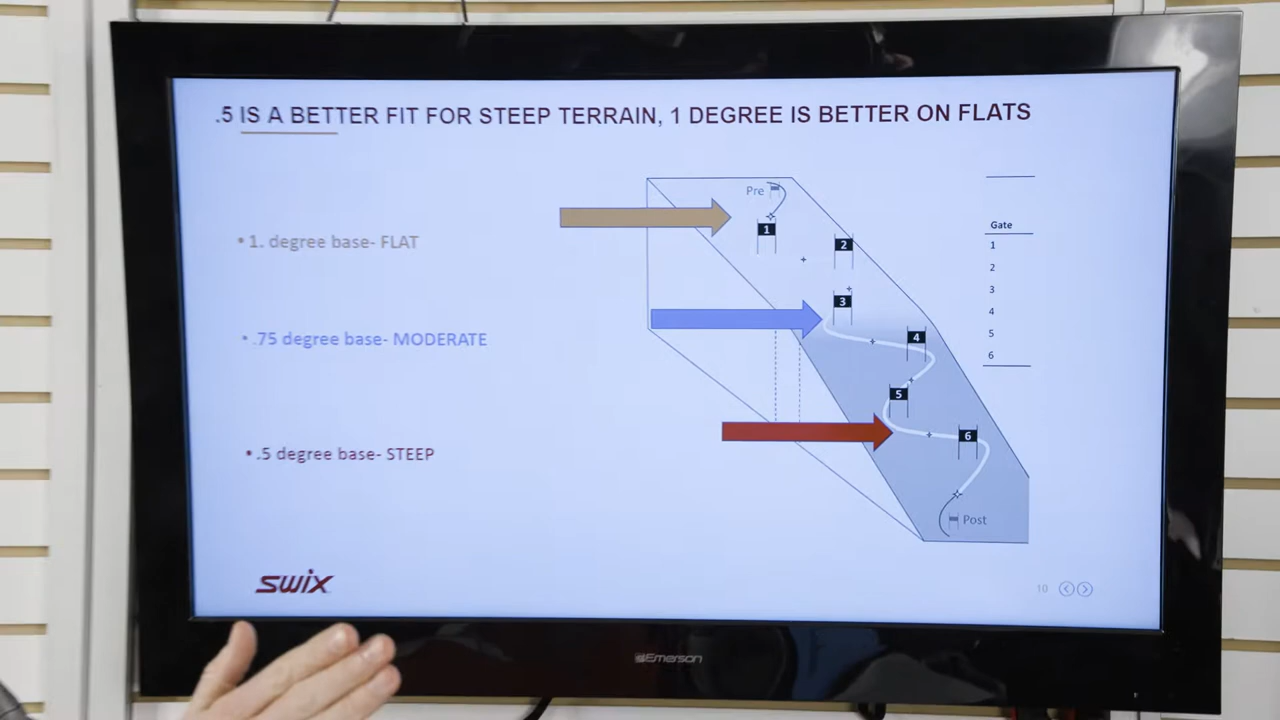 .5 IS A BETTER FIT FOR STEEP TERRAIN, 1 DEGREE IS BETTER ON FLATS
• 1. degree base- FLAT
• .75 degree base- MODERATE
• .5 degree base- STEEP
Pre
1
2
3
4
5
6
Post
Gate
1
2
3
4
5
6
swix
10
Emerson